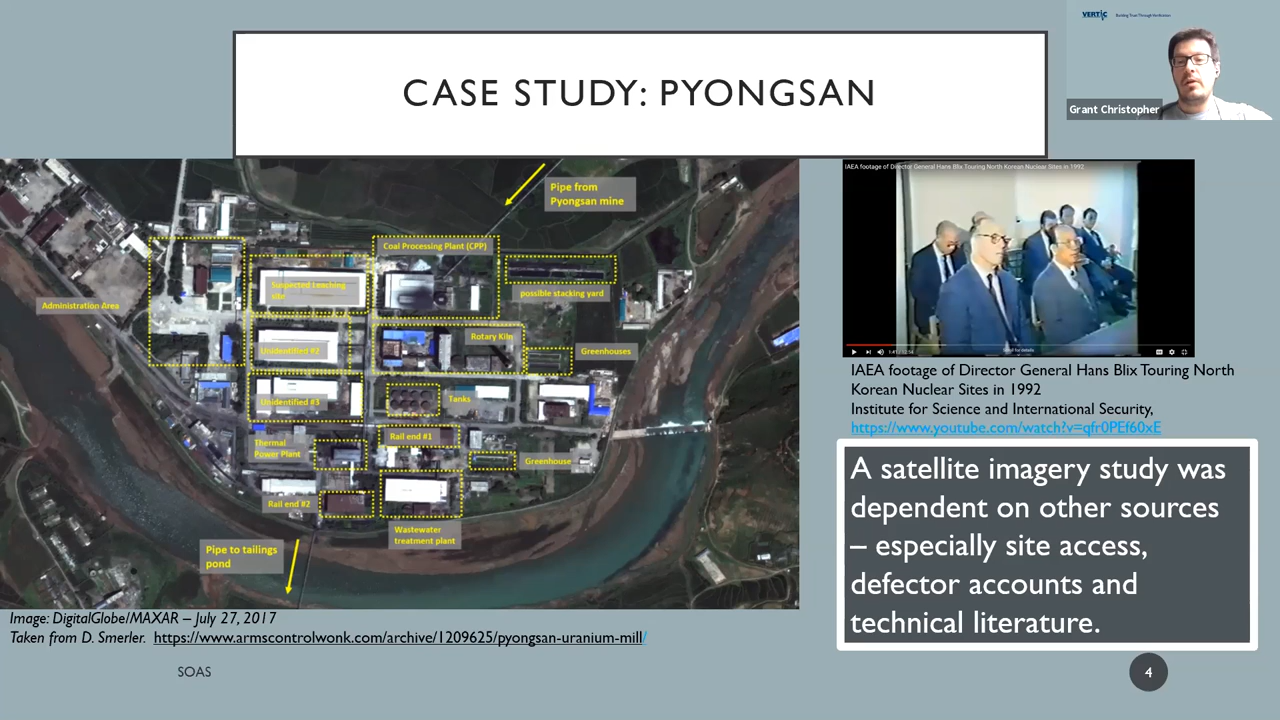 VERTIC
Building Trust Through Verification
Grant Christopher
CASE STUDY: PYONGSAN
Pipe from
Pyongsan mine
Coal Processing Plant (CPP)
Suspected Leaching
site
possible stacking yard
Administration Area
Rotary Kiln
Unidentified #2
Greenhouses
Unidentified #3
Tanks
Rail end #1
Thermal
Power Plant
Greenhouse
Rail end #2
Wastewater
treatment plant
Pipe to tailings
pond
Image: DigitalGlobe/MAXAR – July 27, 2017
Taken from D. Smerler. https://www.armscontrolwonk.com/archive/1209625/pyongsan-uranium-mill/
IAEA footage of Director General Hans Blix Touring North Korean Nuclear Sites in 1992
IAEA footage of Director General Hans Blix Touring North
Korean Nuclear Sites in 1992
Institute for Science and International Security,
https://www.youtube.com/watch?v=qfr0PEf60xE
A satellite imagery study was
dependent on other sources
– especially site access,
defector accounts and
technical literature.
SOAS
4